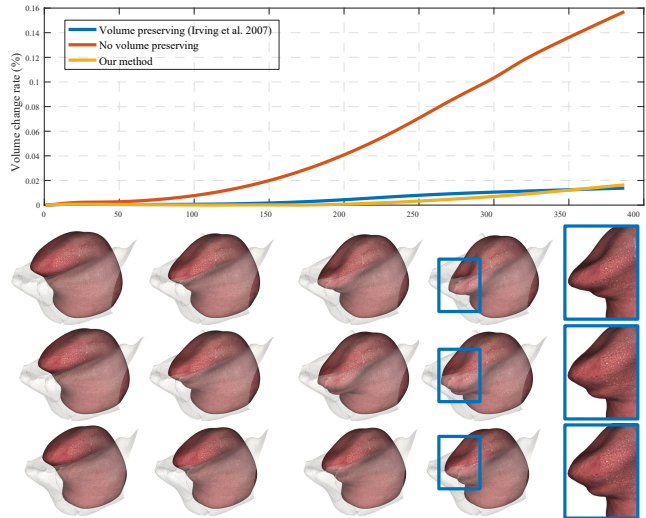 0.16
0.14
0.12
0.1
0.08
0.06
0.04
0.02
0
Volume change rate (%)
Volume preserving (Irving et al. 2007)
No volume preserving
Our method
0 50 100 150 200 250 300 350 400